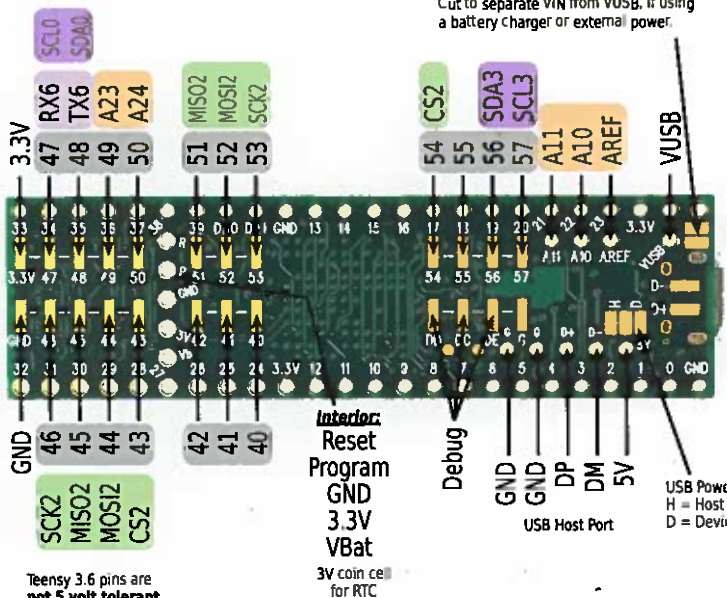 Cut to separate VIN from VUSB, if using
a battery charger or external power.
SCL0 SDA0
RX6 TX6 A23 A24
MISO2 MOSI2 SCK2
CS2
SDA3 SCL3
A11 A10 AREF
VUSB
3.3V 47 48 49 50 51 52 53 54 55 56 57
33 34 35 36 37 38 39 GND 13 14 15 16 17 18 19 20 21 22 23 3.3V
R
A11 A10 AREF VUSB
3.3V 47 48 49 50 P 51 52 53 54 55 56 57
D-
GND
D+
H D
GND 45 44 43 3V 42 41 40 G G D+ D- 5V
VB
32 31 30 29 28 27 26 25 24 3.3V 12 11 10 9 8 7 6 5 4 3 2 1 0 GND
GND 46 45 44 43 42 41 40
SCK2 MISO2 MOSI2 CS2
Interior:
Reset
Program
GND
3.3V
VBat
3V coin cell
for RTC
Debug
GND GND DP DM 5V
USB Host Port
H = Host
Teensy 3.6 pins are
not 5 volt tolerant